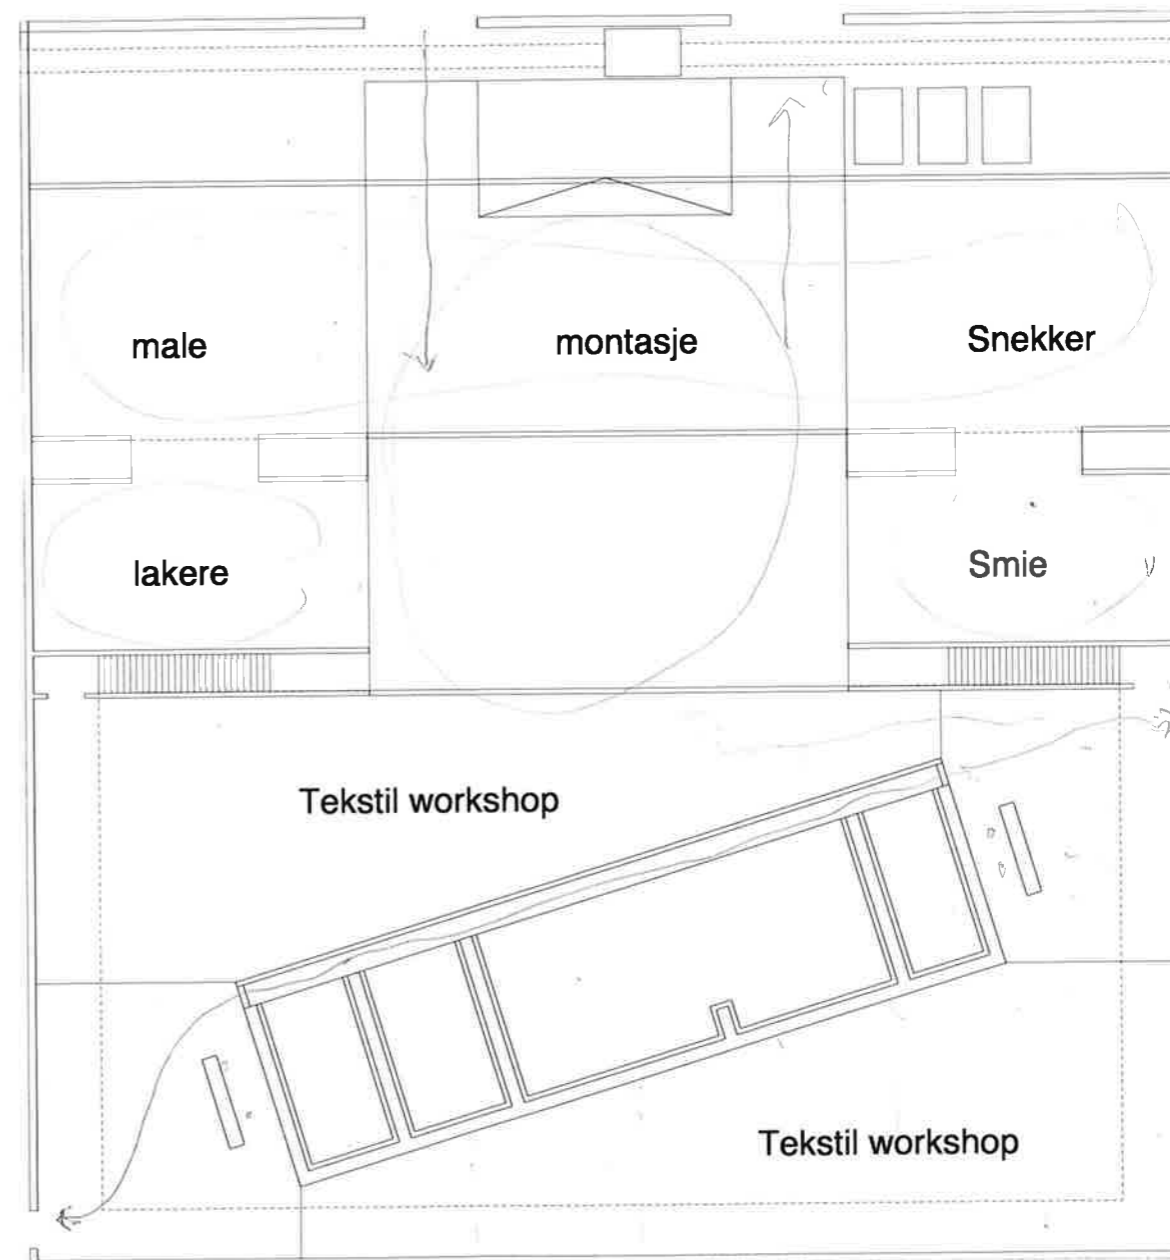 male
montasje
Snekker
lakere
Smie
Tekstil workshop
Tekstil workshop